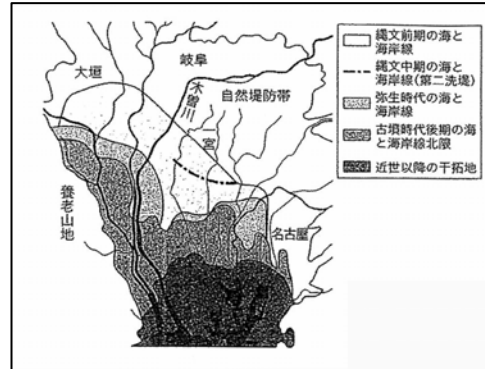 岐阜
大垣
木曽川
自然堤防帯
一宮
養老山地
名古屋
縄文前期の海と
海岸線
縄文中期の海と
海岸線(第二洗堤)
弥生時代の海と
海岸線
古墳時代後期の海
と海岸線北限
近世以降の干拓地